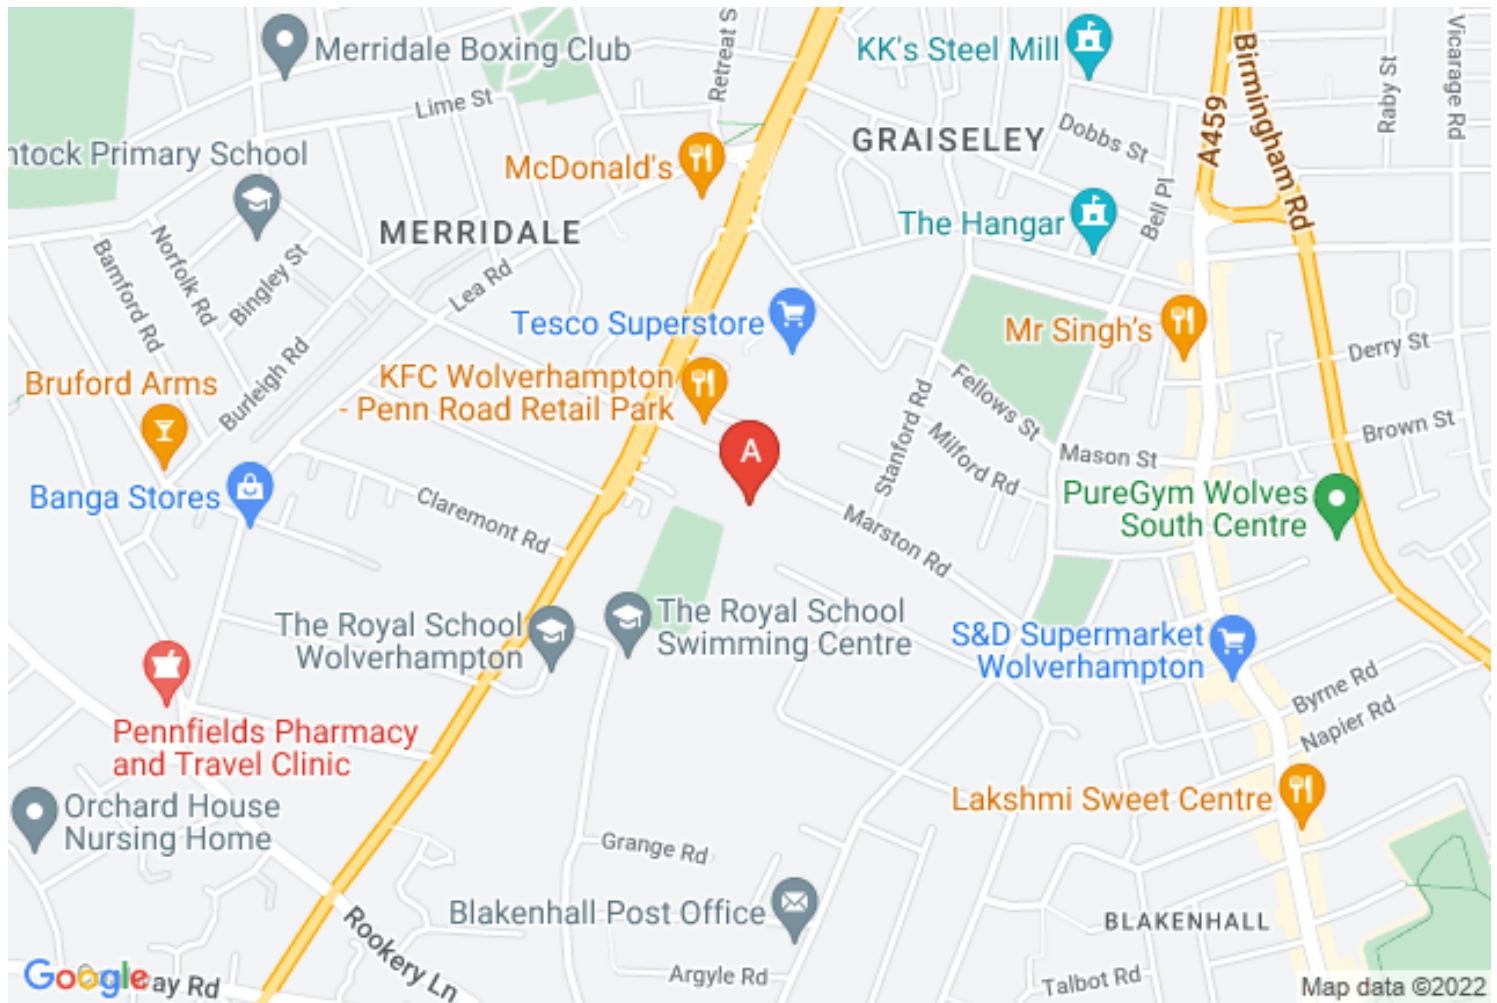 Merridale Boxing Club
Retreat S
KK's Steel Mill
Birmingham Rd
Vicarage Rd
Raby St
Lime St
A459
Dobbs St
GRAISELEY
ntock Primary School
McDonald's
Bell Pl
MERRIDALE
The Hangar
Norfolk Rd
Bamford Rd
Bingley St
Lea Rd
Tesco Superstore
Mr Singh's
Derry St
Burleigh Rd
Bruford Arms
KFC Wolverhampton
- Penn Road Retail Park
Fellows St
Stanford Rd
Milford Rd
Brown St
Mason St
A
Banga Stores
Claremont Rd
Marston Rd
PureGym Wolves
South Centre
The Royal School
Wolverhampton
The Royal School
Swimming Centre
S&D Supermarket
Wolverhampton
Byrne Rd
Napier Rd
Pennfields Pharmacy
and Travel Clinic
Orchard House
Nursing Home
Lakshmi Sweet Centre
Grange Rd
Blakenhall Post Office
BLAKENHALL
Rookery Ln
Argyle Rd
Talbot Rd
Google
way Rd
Map data ©2022